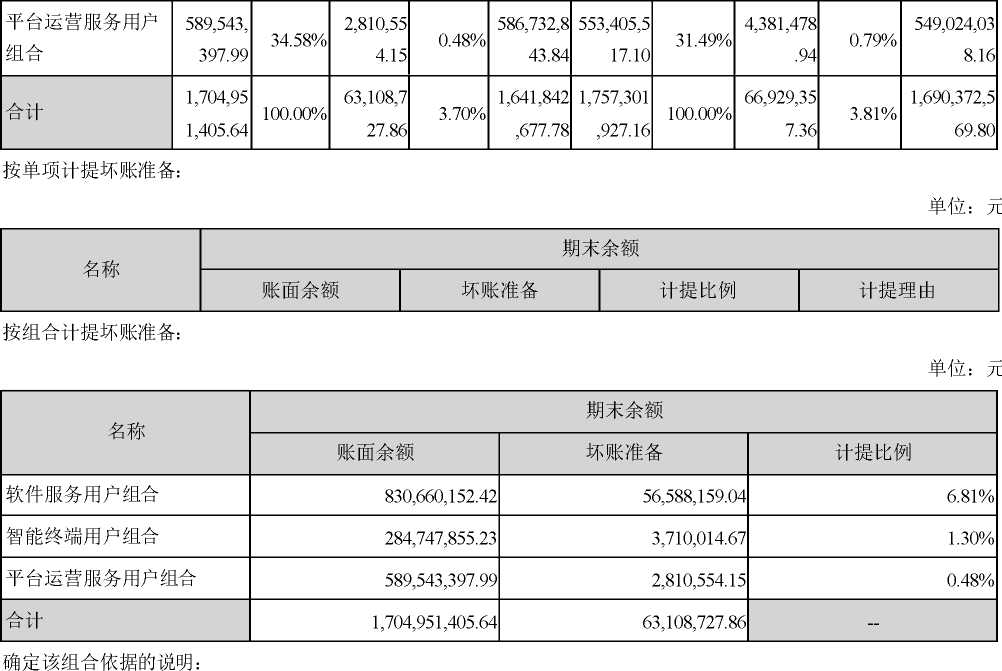 平台运营服务用户 589,543, 34.58% 2,810,55 0.48% 586,732,8 553,405,5 31.49% 4,381,478 0.79% 549,024,03
组合 397.99 4.15 43.84 17.10 .94 8.16
合计 1,704,95 100.00% 63,108,7 3.70% 1,641,842 1,757,301 100.00% 66,929,35 3.81% 1,690,372,5
1,405.64 27.86 ,677.78 ,927.16 7.36 69.80
按单项计提坏账准备:
单位：元
名称 期末余额
账面余额 坏账准备 计提比例 计提理由
按组合计提坏账准备:
单位：元
名称 期末余额
账面余额 坏账准备 计提比例
软件服务用户组合 830,660,152.42 56,588,159.04 6.81%
智能终端用户组合 284,747,855.23 3,710,014.67 1.30%
平台运营服务用户组合 589,543,397.99 2,810,554.15 0.48%
合计 1,704,951,405.64 63,108,727.86 --
确定该组合依据的说明: